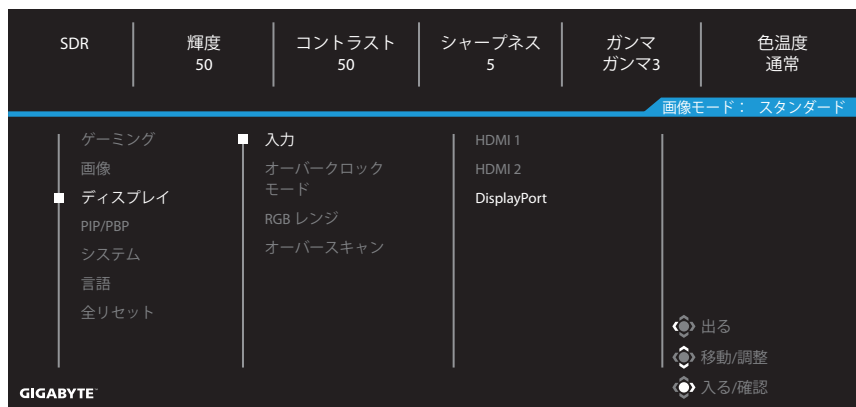 SDR
輝度
50
コントラスト
50
シャープネス
5
ガンマ
ガンマ3
色温度
通常
画像モード： スタンダード
ゲーミング
画像
ディスプレイ
PIP/PBP
システム
言語
全リセット
入力
オーバークロック
モード
RGB レンジ
オーバースキャン
HDMI 1
HDMI 2
DisplayPort
出る
移動/調整
入る/確認
GIGABYTE™